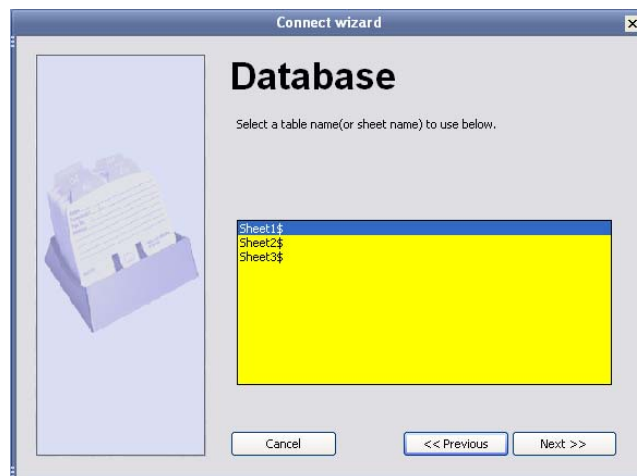 Connect wizard
Database
Select a table name(or sheet name) to use below.
Sheet1$
Sheet2$
Sheet3$
Cancel
<< Previous
Next >>